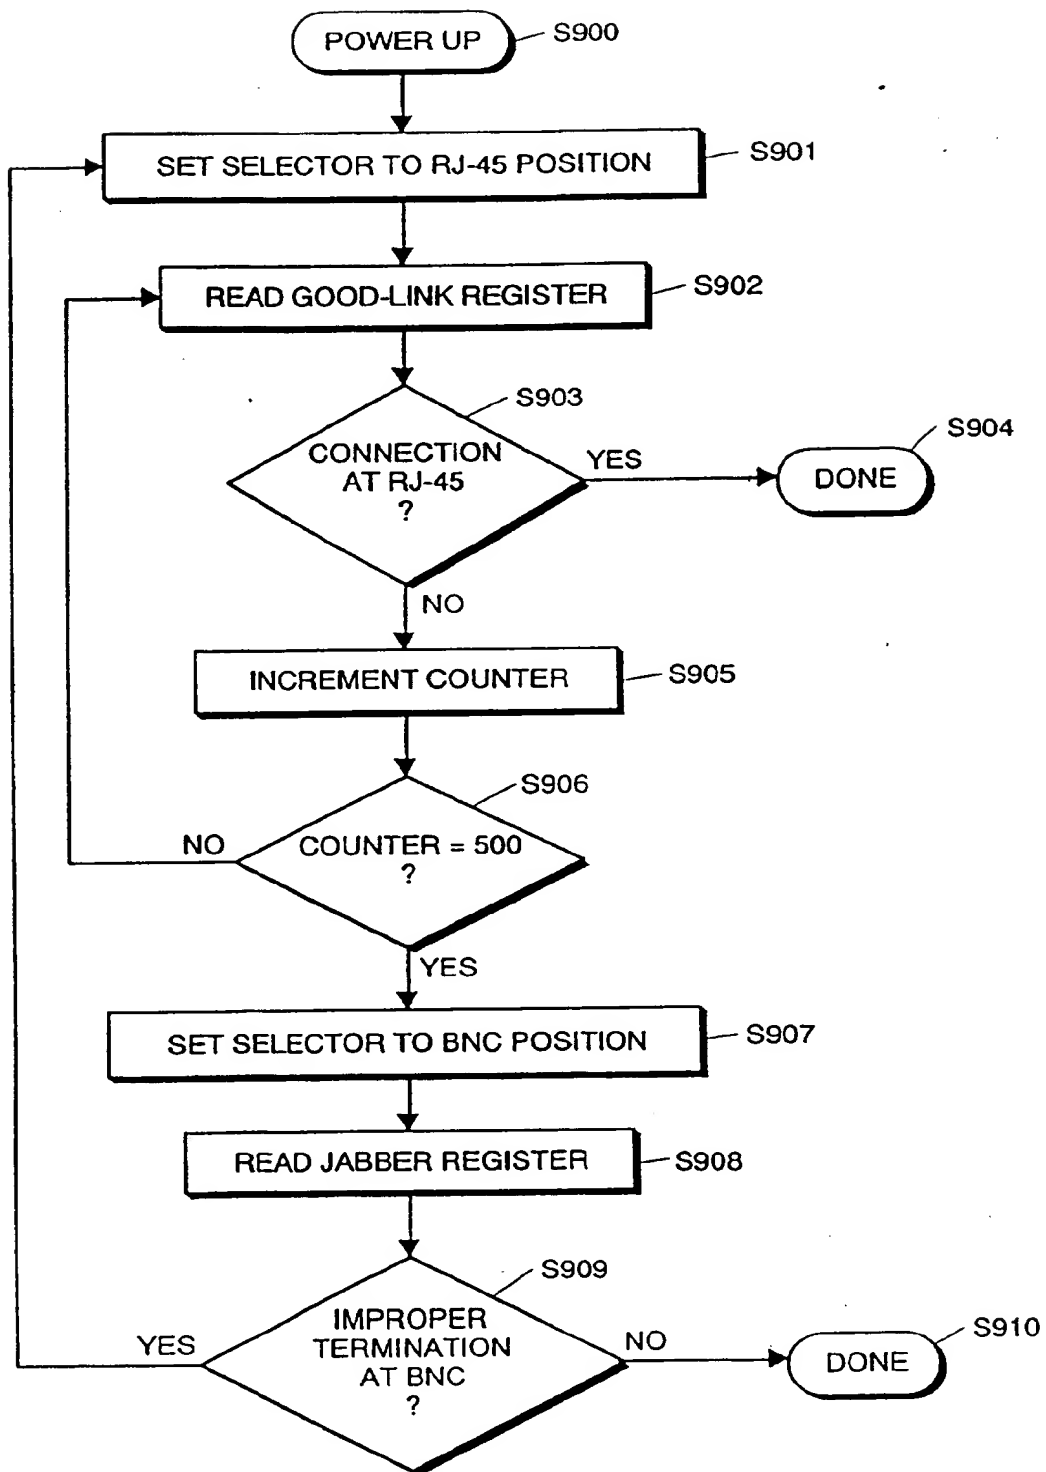 POWER UP
S900
SET SELECTOR TO RJ-45 POSITION
S901
READ GOOD-LINK REGISTER
S902
S903
CONNECTION
AT RJ-45
?
YES
S904
DONE
NO
INCREMENT COUNTER
S905
S906
NO
COUNTER = 500
?
YES
SET SELECTOR TO BNC POSITION
S907
READ JABBER REGISTER
S908
S909
YES
IMPROPER
TERMINATION
AT BNC
?
NO
S910
DONE